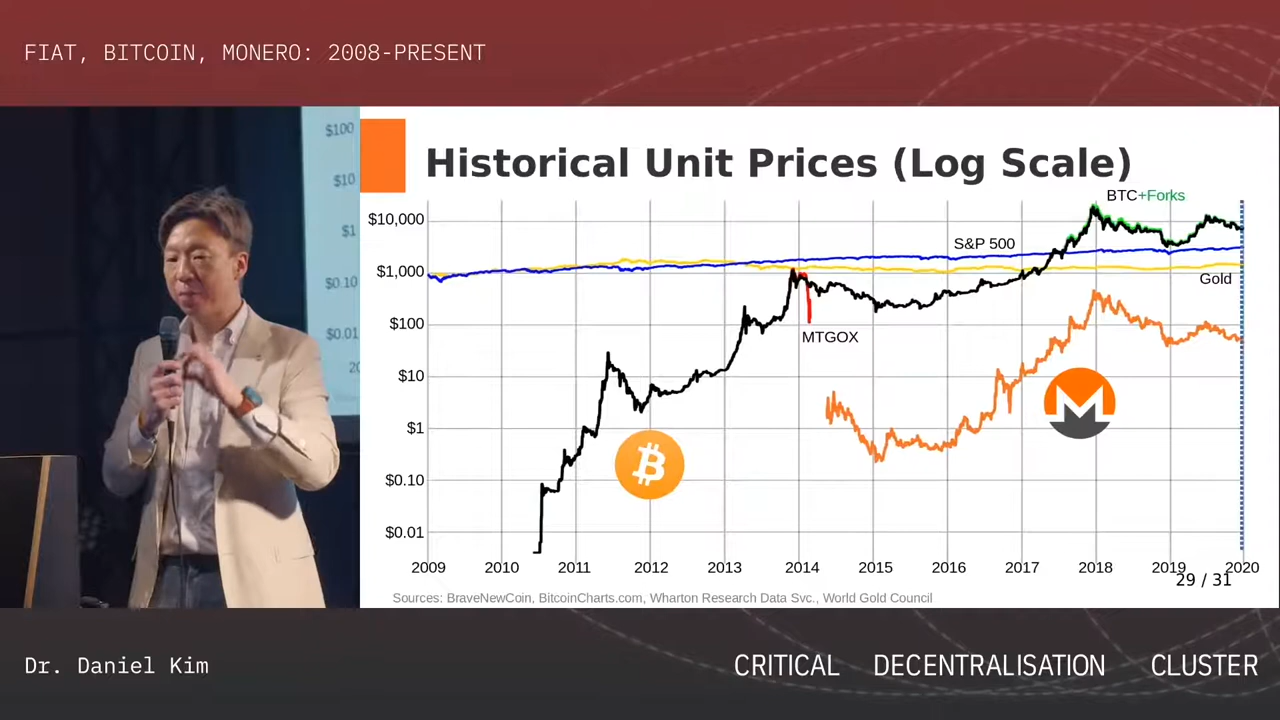 FIAT, BITCOIN, MONERO: 2008-PRESENT
$100
$10
$1
$0.10
$0.01
20
Historical Unit Prices (Log Scale)
BTC+Forks
$10,000
S&P 500
$1,000
Gold
$100
MTGOX
$10
$1
$0.10
$0.01
2009 2010 2011 2012 2013 2014 2015 2016 2017 2018 2019 2020
29 / 31
Sources: BraveNewCoin, BitcoinCharts.com, Wharton Research Data Svc., World Gold Council
Dr. Daniel Kim
CRITICAL DECENTRALISATION CLUSTER